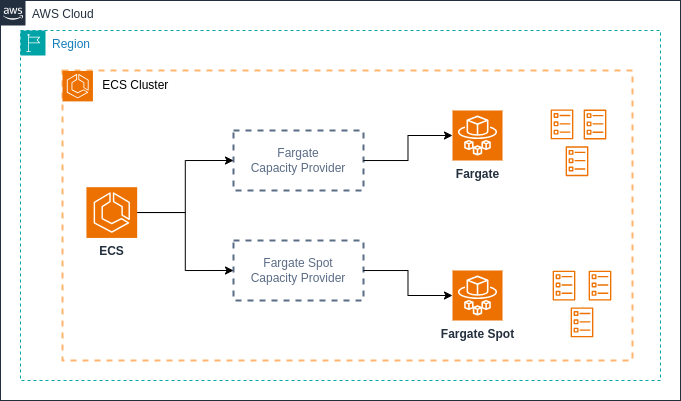 aws
AWS Cloud
Region
ECS Cluster
Fargate
Capacity Provider
Fargate
ECS
Fargate Spot
Capacity Provider
Fargate Spot